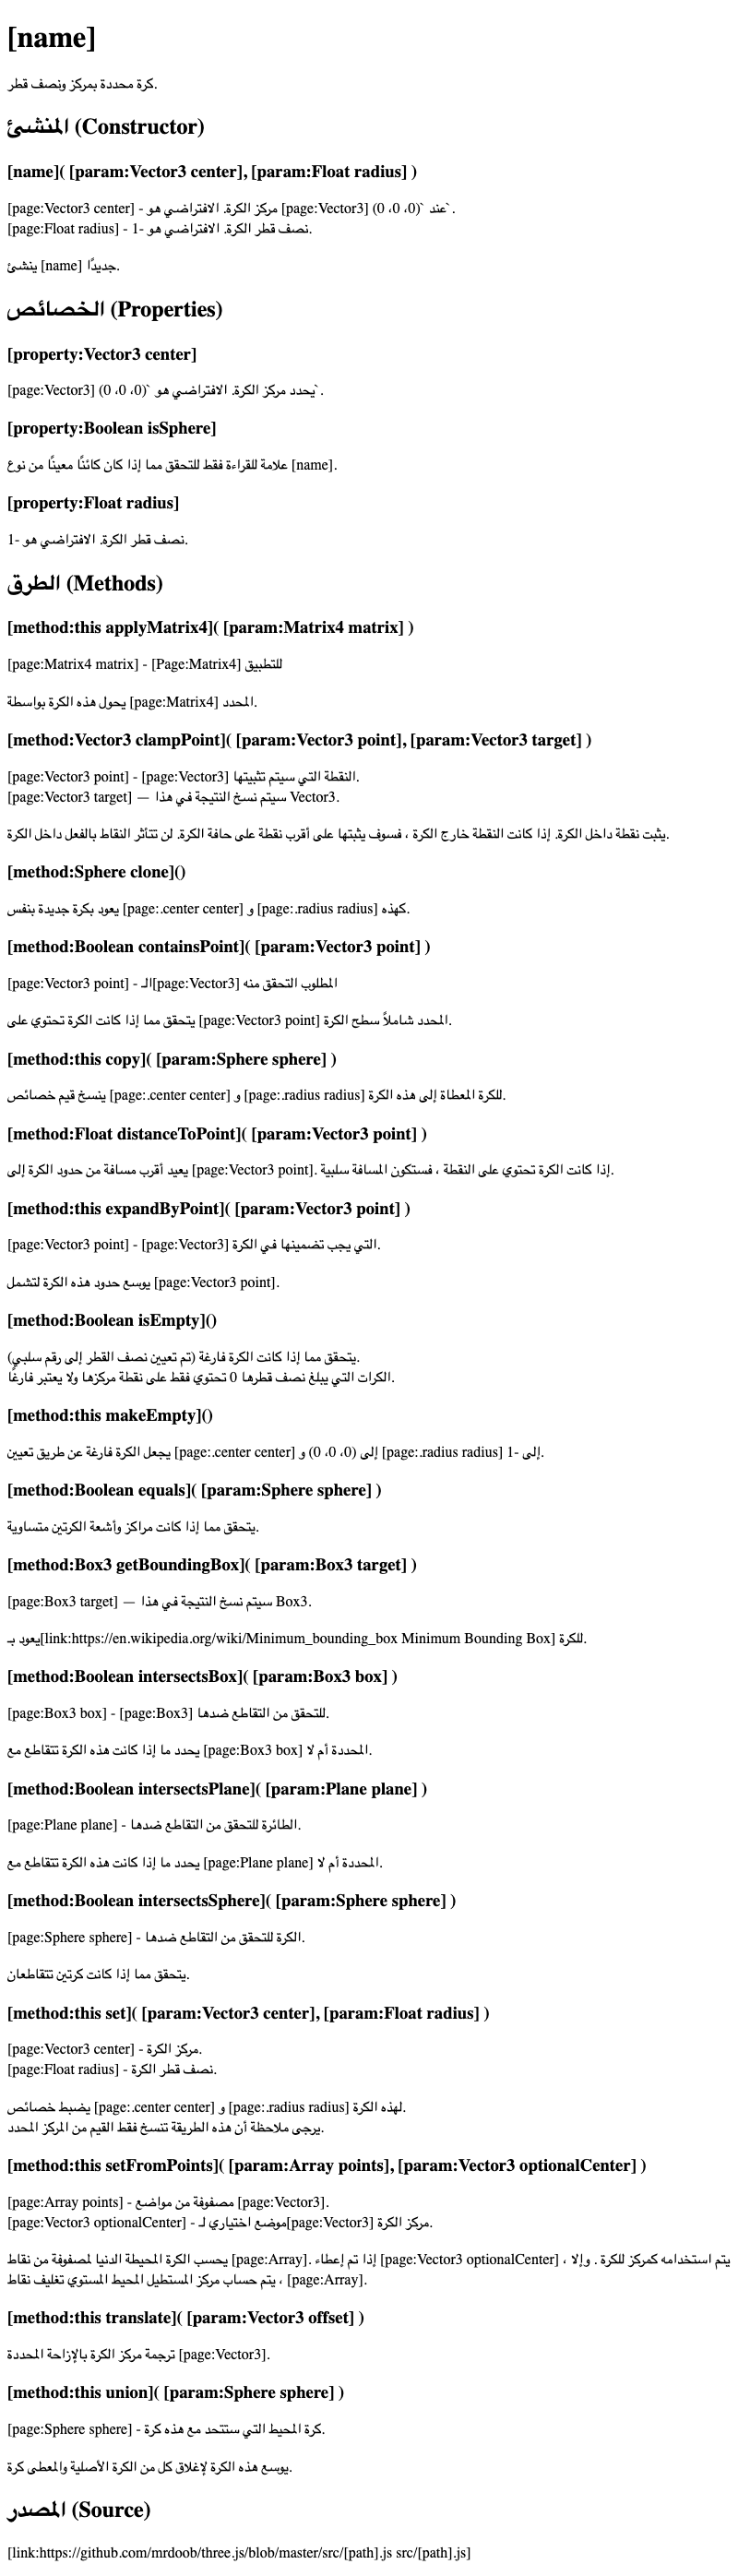 [name]
كرة محددة بمركز ونصف قطر.
المنشئ (Constructor)
[name]( [param:Vector3 center], [param:Float radius] )
[page:Vector3 center] - مركز الكرة. الافتراضي هو [page:Vector3] عند `(0، 0، 0)`.
[page:Float radius] - نصف قطر الكرة. الافتراضي هو -1.
ينشئ [name] جديدًا.
الخصائص (Properties)
[property:Vector3 center]
[page:Vector3] يحدد مركز الكرة. الافتراضي هو `(0، 0، 0)`.
[property:Boolean isSphere]
علامة للقراءة فقط للتحقق مما إذا كان كائنًا معينًا من نوع [name].
[property:Float radius]
نصف قطر الكرة. الافتراضي هو -1.
الطرق (Methods)
[method:this applyMatrix4]( [param:Matrix4 matrix] )
[page:Matrix4 matrix] - [Page:Matrix4] للتطبيق
يحول هذه الكرة بواسطة [page:Matrix4] المحدد.
[method:Vector3 clampPoint]( [param:Vector3 point], [param:Vector3 target] )
[page:Vector3 point] - [page:Vector3] النقطة التي سيتم تثبيتها.
[page:Vector3 target] — سيتم نسخ النتيجة في هذا Vector3.
يثبت نقطة داخل الكرة. إذا كانت النقطة خارج الكرة ، فسوف يثبتها على أقرب نقطة على حافة الكرة. لن تتأثر النقاط بالفعل داخل الكرة.
[method:Sphere clone]()
يعود بكرة جديدة بنفس [page:.center center] و [page:.radius radius] كهذه.
[method:Boolean containsPoint]( [param:Vector3 point] )
[page:Vector3 point] - الـ[page:Vector3] المطلوب التحقق منه
يتحقق مما إذا كانت الكرة تحتوي على [page:Vector3 point] المحدد شاملاً سطح الكرة.
[method:this copy]( [param:Sphere sphere] )
ينسخ قيم خصائص [page:.center center] و [page:.radius radius] للكرة المعطاة إلى هذه الكرة.
[method:Float distanceToPoint]( [param:Vector3 point] )
يعيد أقرب مسافة من حدود الكرة إلى [page:Vector3 point]. إذا كانت الكرة تحتوي على النقطة ، فستكون المسافة سلبية.
[method:this expandByPoint]( [param:Vector3 point] )
[page:Vector3 point] - [page:Vector3] التي يجب تضمينها في الكرة.
يوسع حدود هذه الكرة لتشمل [page:Vector3 point].
[method:Boolean isEmpty]()
يتحقق مما إذا كانت الكرة فارغة (تم تعيين نصف القطر إلى رقم سلبي).
الكرات التي يبلغ نصف قطرها 0 تحتوي فقط على نقطة مركزها ولا يعتبر فارغًا.
[method:this makeEmpty]()
يجعل الكرة فارغة عن طريق تعيين [page:.center center] إلى (0، 0، 0) و [page:.radius radius] إلى -1.
[method:Boolean equals]( [param:Sphere sphere] )
يتحقق مما إذا كانت مراكز وأشعة الكرتين متساوية.
[method:Box3 getBoundingBox]( [param:Box3 target] )
[page:Box3 target] — سيتم نسخ النتيجة في هذا Box3.
يعود بـ[link:https://en.wikipedia.org/wiki/Minimum_bounding_box Minimum Bounding Box] للكرة.
[method:Boolean intersectsBox]( [param:Box3 box] )
[page:Box3 box] - [page:Box3] للتحقق من التقاطع ضدها.
يحدد ما إذا كانت هذه الكرة تتقاطع مع [page:Box3 box] المحددة أم لا.
[method:Boolean intersectsPlane]( [param:Plane plane] )
[page:Plane plane] - الطائرة للتحقق من التقاطع ضدها.
يحدد ما إذا كانت هذه الكرة تتقاطع مع [page:Plane plane] المحددة أم لا.
[method:Boolean intersectsSphere]( [param:Sphere sphere] )
[page:Sphere sphere] - الكرة للتحقق من التقاطع ضدها.
يتحقق مما إذا كانت كرتين تتقاطعان.
[method:this set]( [param:Vector3 center], [param:Float radius] )
[page:Vector3 center] - مركز الكرة.
[page:Float radius] - نصف قطر الكرة.
يضبط خصائص [page:.center center] و [page:.radius radius] لهذه الكرة.
يرجى ملاحظة أن هذه الطريقة تنسخ فقط القيم من المركز المحدد.
[method:this setFromPoints]( [param:Array points], [param:Vector3 optionalCenter] )
[page:Array points] - مصفوفة من مواضع [page:Vector3].
[page:Vector3 optionalCenter] - موضع اختياري لـ[page:Vector3] مركز الكرة.
يحسب الكرة المحيطة الدنيا لمصفوفة من نقاط [page:Array]. إذا تم إعطاء [page:Vector3 optionalCenter] ، يتم استخدامه كمركز للكرة . وإلا
، يتم حساب مركز المستطيل المحيط المستوي تغليف نقاط [page:Array].
[method:this translate]( [param:Vector3 offset] )
ترجمة مركز الكرة بالإزاحة المحددة [page:Vector3].
[method:this union]( [param:Sphere sphere] )
[page:Sphere sphere] - كرة المحيط التي ستتحد مع هذه كرة.
يوسع هذه الكرة لإغلاق كل من الكرة الأصلية والمعطى كرة.
المصدر (Source)
[link:https://github.com/mrdoob/three.js/blob/master/src/[path].js src/[path].js]